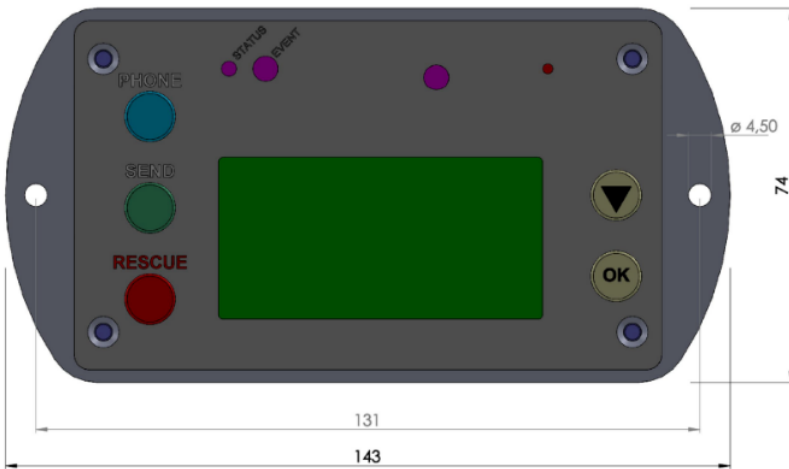 STATUS
EVENT
PHONE
ø 4,50
SEND
74
RESCUE
OK
131
143